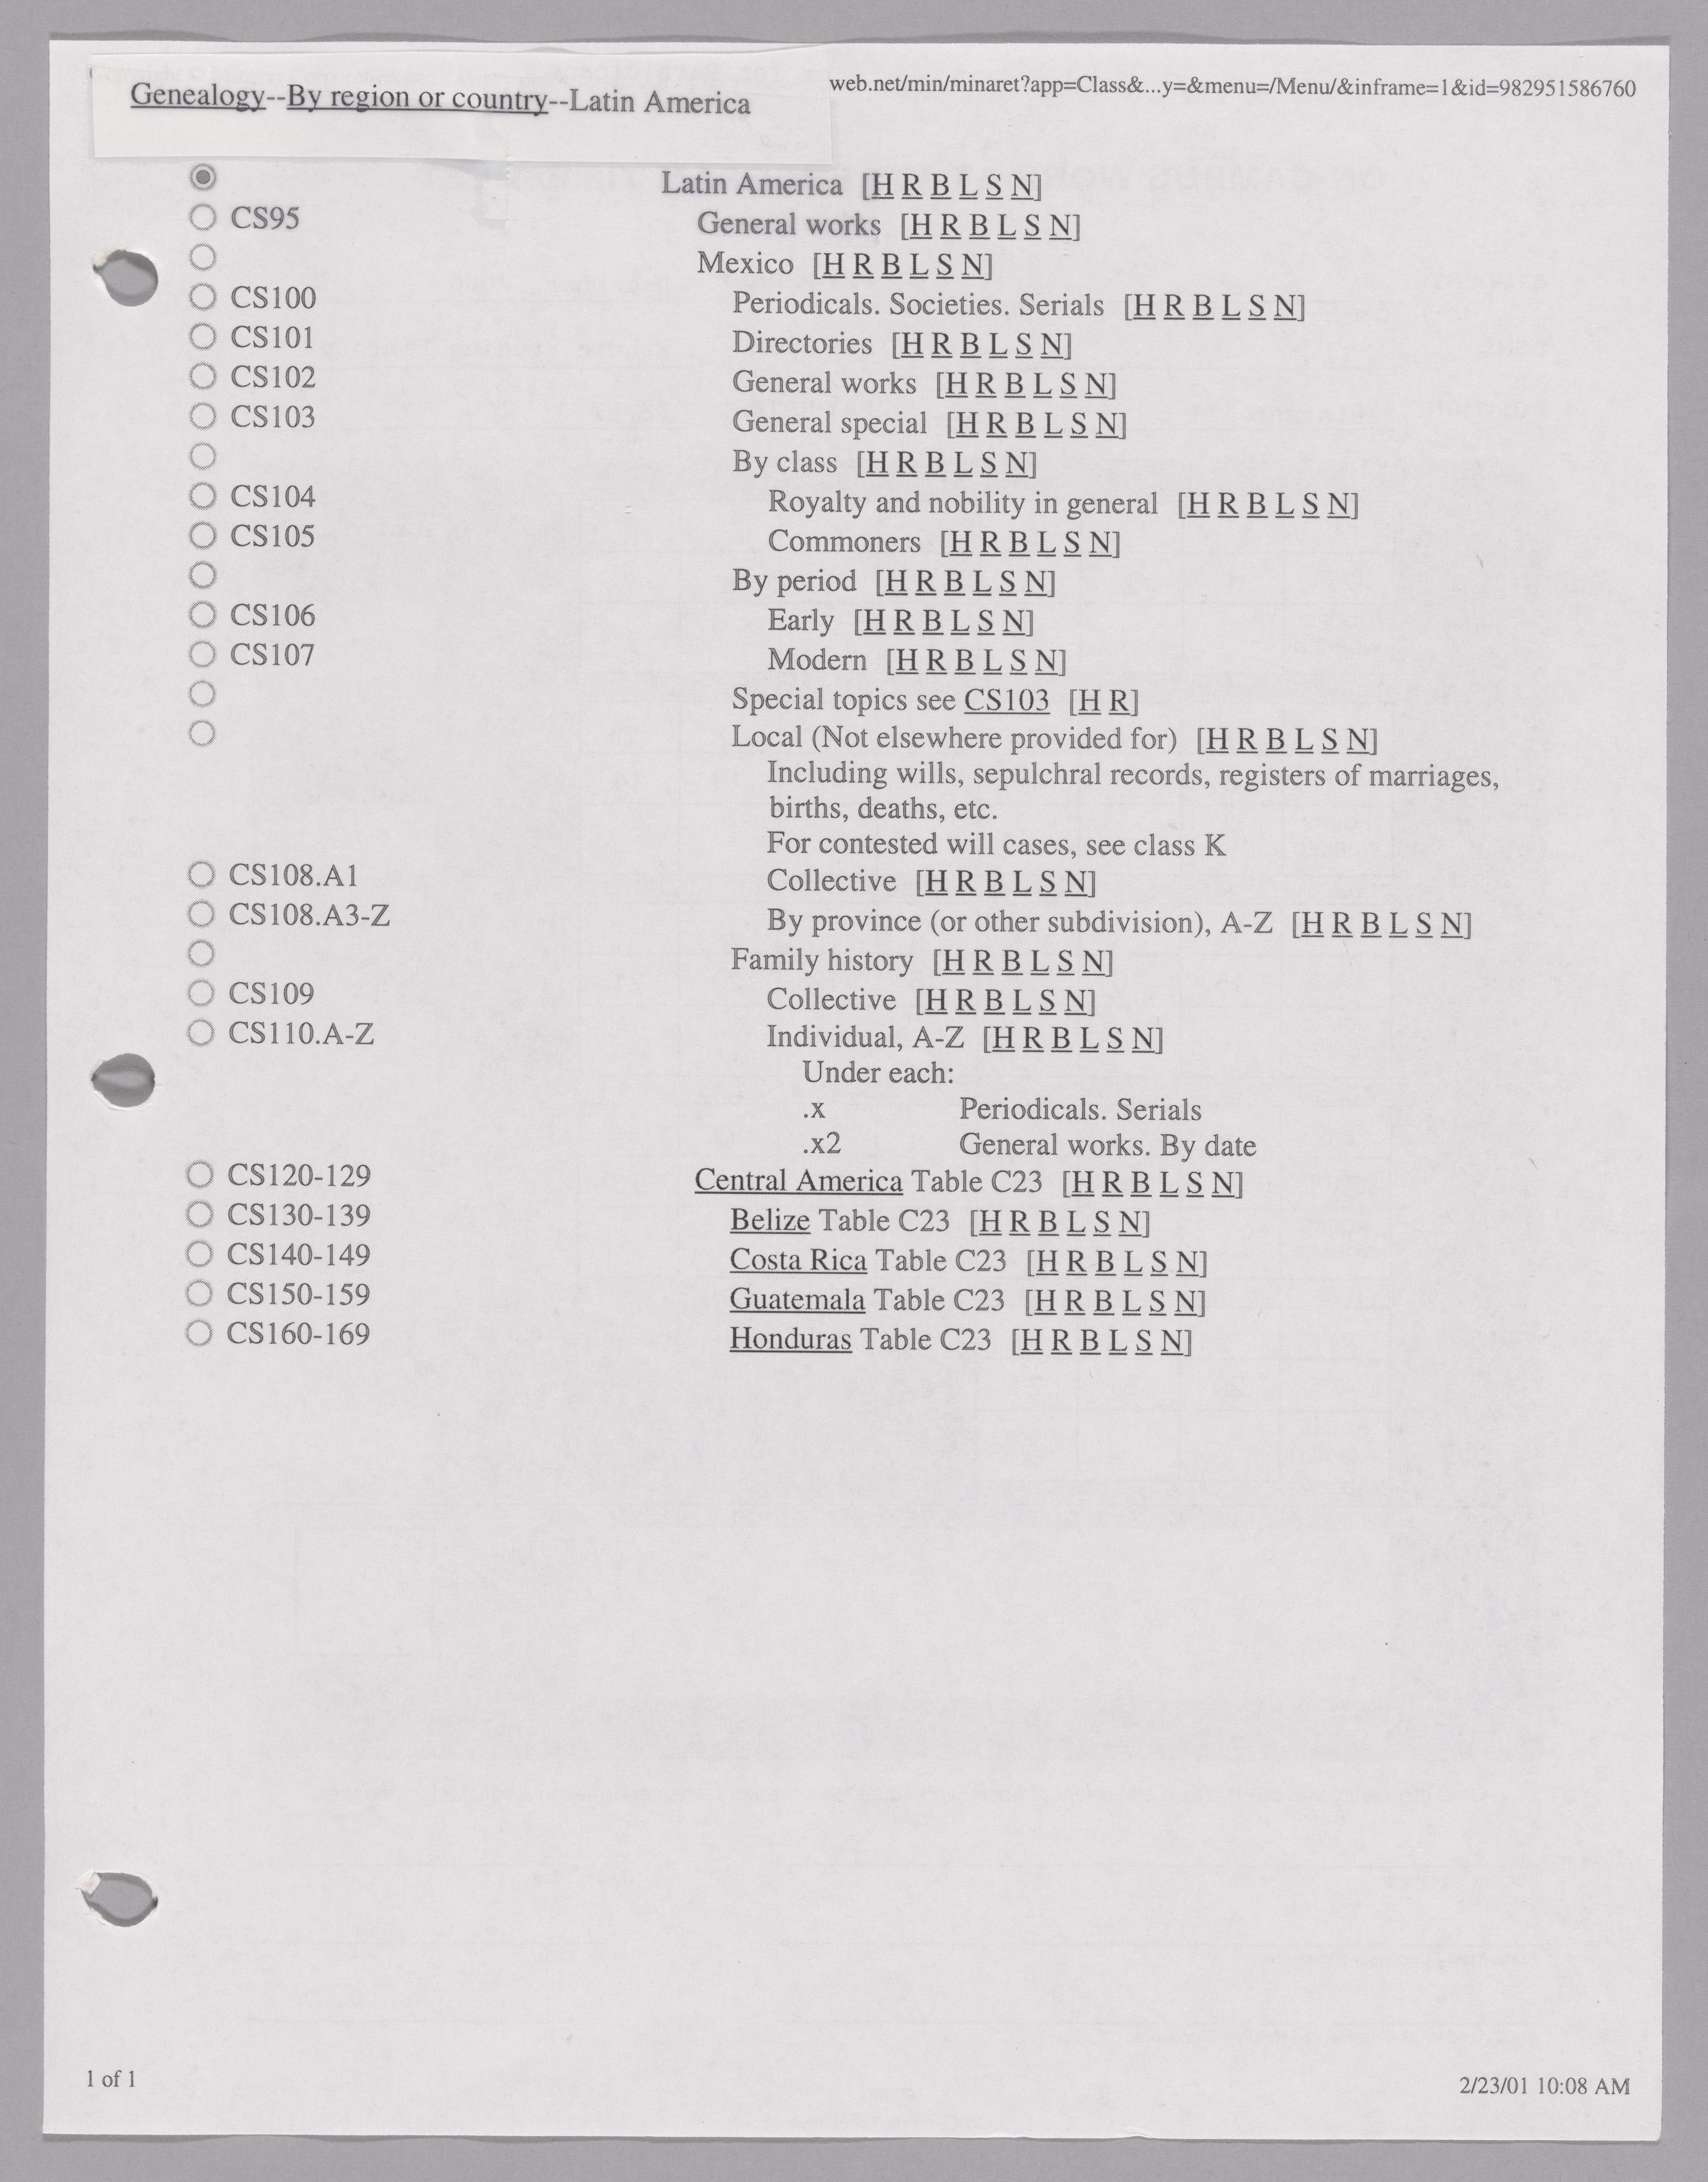 Genealogy--By region or country--Latin America
web.net/min/minaret?app=Class&...y=&menu=/Menu/&inframe=1&id=982951586760
Latin America [H R B L S N]
CS95 General works [H R B L S N]
Mexico [H R B L S N]
CS100 Periodicals. Societies. Serials [H R B L S N]
CS101 Directories [H R B L S N]
CS102 General works [H R B L S N]
CS103 General special [H R B L S N]
By class [H R B L S N]
CS104 Royalty and nobility in general [H R B L S N]
CS105 Commoners [H R B L S N]
By period [H R B L S N]
CS106 Early [H R B L S N]
CS107 Modern [H R B L S N]
Special topics see CS103 [H R]
Local (Not elsewhere provided for) [H R B L S N]
Including wills, sepulchral records, registers of marriages,
births, deaths, etc.
For contested will cases, see class K
CS108.A1 Collective [H R B L S N]
CS108.A3-Z By province (or other subdivision), A-Z [H R B L S N]
Family history [H R B L S N]
CS109 Collective [H R B L S N]
CS110.A-Z Individual, A-Z [H R B L S N]
Under each:
.x Periodicals. Serials
.x2 General works. By date
CS120-129 Central America Table C23 [H R B L S N]
CS130-139 Belize Table C23 [H R B L S N]
CS140-149 Costa Rica Table C23 [H R B L S N]
CS150-159 Guatemala Table C23 [H R B L S N]
CS160-169 Honduras Table C23 [H R B L S N]
1 of 1
2/23/01 10:08 AM